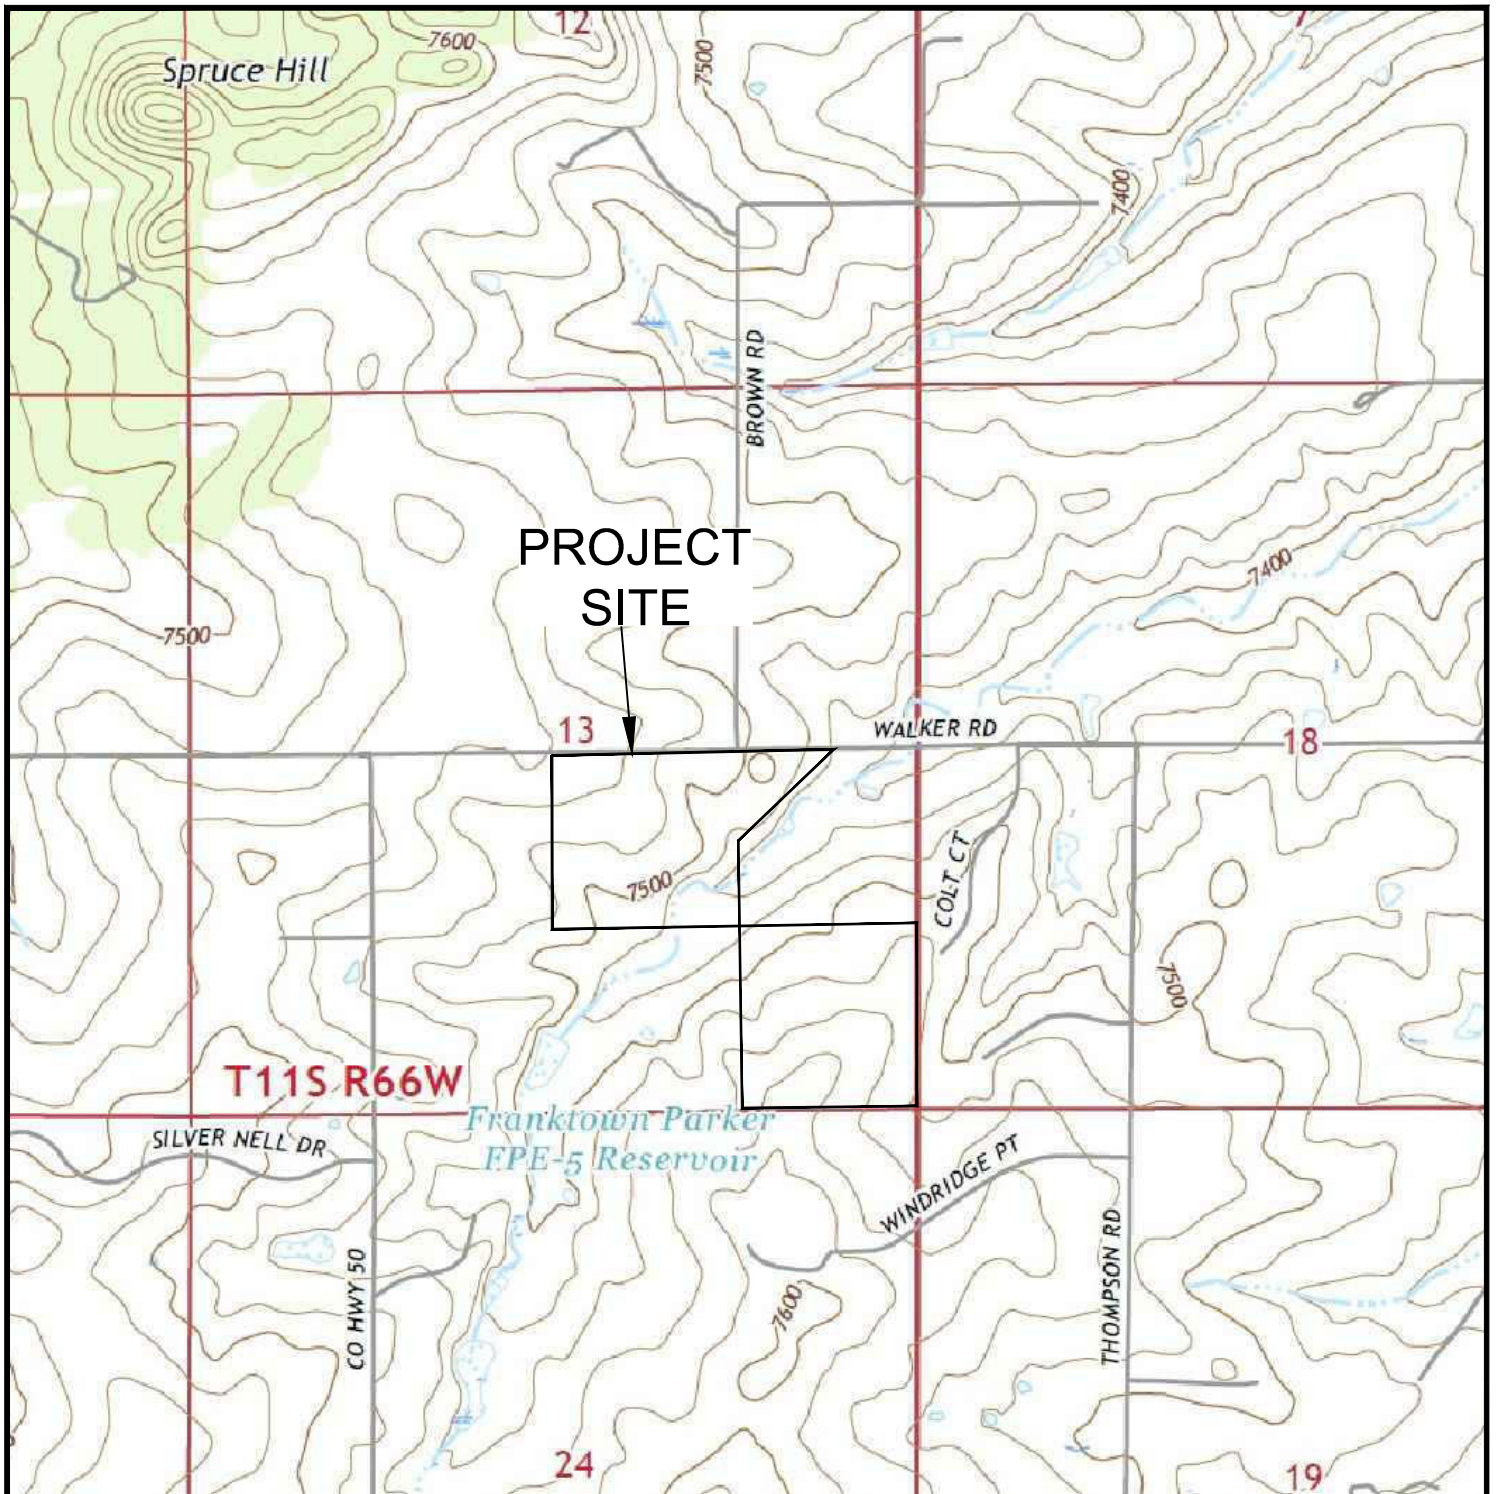 12
7
7600
Spruce Hill
7500
7400
BROWN RD
PROJECT
SITE
7400
7500
13
WALKER RD
18
COLT CT
7500
7500
T11S R66W
Franktown Parker
FPE-5 Reservoir
SILVER NELL DR
WINDRIDGE PT
CO HWY 50
7600
THOMPSON RD
24
19